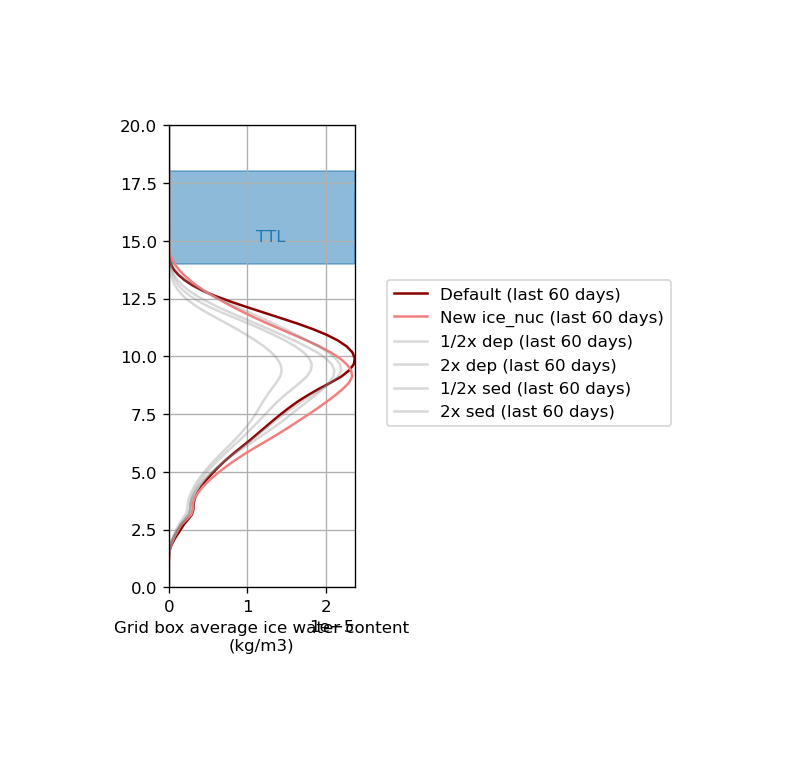 20.0
17.5
TTL
15.0
12.5
10.0
7.5
5.0
2.5
0.0
0 1 2
1e−5
Grid box average ice water content
(kg/m3)
Default (last 60 days)
New ice_nuc (last 60 days)
1/2x dep (last 60 days)
2x dep (last 60 days)
1/2x sed (last 60 days)
2x sed (last 60 days)